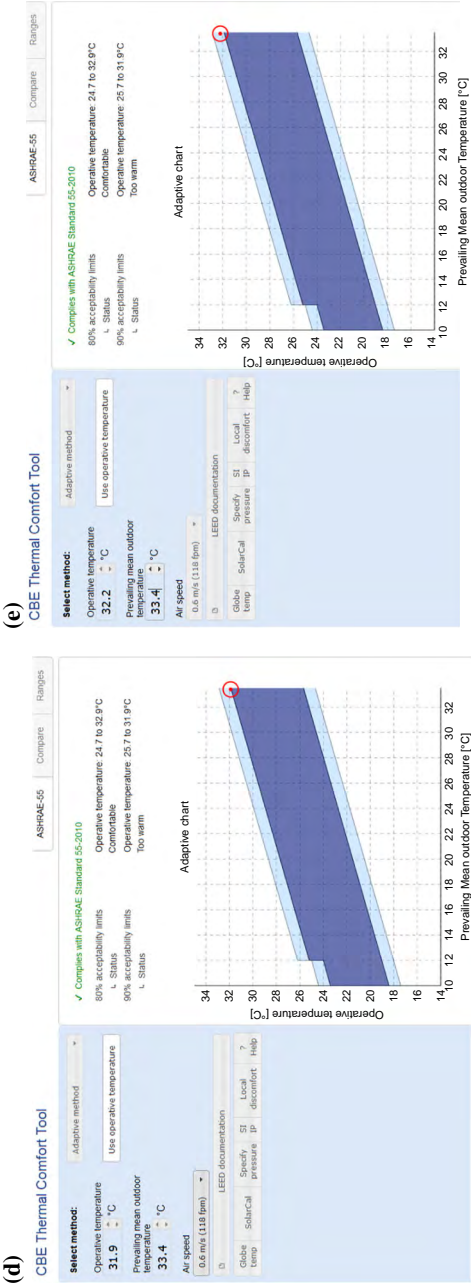 (d)
CBE Thermal Comfort Tool
ASHRAE-55 Compare Ranges
Select method: Adaptive method
Operative temperature
31.9 °C Use operative temperature
Prevailing mean outdoor
temperature
33.4 °C
Air speed
0.6 m/s (118 fpm)
LEED documentation
Globe temp SolarCal Specify pressure SI IP Local discomfort ? Help
✓ Complies with ASHRAE Standard 55-2010
80% acceptability limits Operative temperature: 24.7 to 32.9°C
Status Comfortable
90% acceptability limits Operative temperature: 25.7 to 31.9°C
Status Too warm
Adaptive chart
Operative temperature [°C]
34
32
30
28
26
24
22
20
18
16
14
10 12 14 16 18 20 22 24 26 28 30 32
Prevailing Mean outdoor Temperature [°C]
(e)
CBE Thermal Comfort Tool
ASHRAE-55 Compare Ranges
Select method: Adaptive method
Operative temperature
32.2 °C Use operative temperature
Prevailing mean outdoor
temperature
33.4 °C
Air speed
0.6 m/s (118 fpm)
LEED documentation
Globe temp SolarCal Specify pressure SI IP Local discomfort ? Help
✓ Complies with ASHRAE Standard 55-2010
80% acceptability limits Operative temperature: 24.7 to 32.9°C
Status Comfortable
90% acceptability limits Operative temperature: 25.7 to 31.9°C
Status Too warm
Adaptive chart
Operative temperature [°C]
34
32
30
28
26
24
22
20
18
16
14
10 12 14 16 18 20 22 24 26 28 30 32
Prevailing Mean outdoor Temperature [°C]